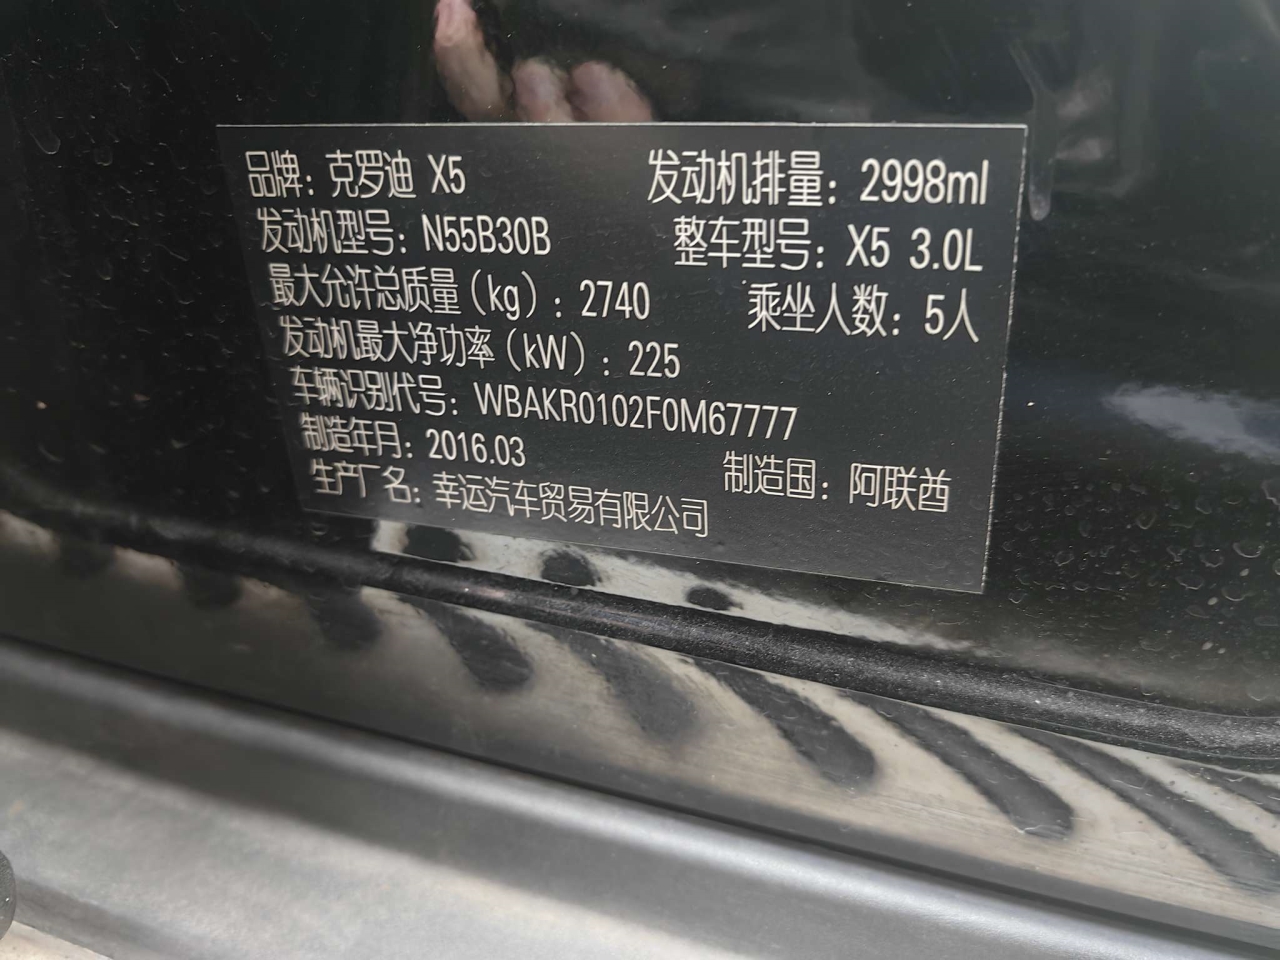 品牌：克罗迪 X5 发动机排量：2998ml
发动机型号：N55B30B 整车型号：X5 3.0L
最大允许总质量（kg）：2740 乘坐人数：5人
发动机最大净功率（kW）：225
车辆识别代号：WBAKR0102F0M67777
制造年月：2016.03 制造国：阿联酋
生产厂名：幸运汽车贸易有限公司